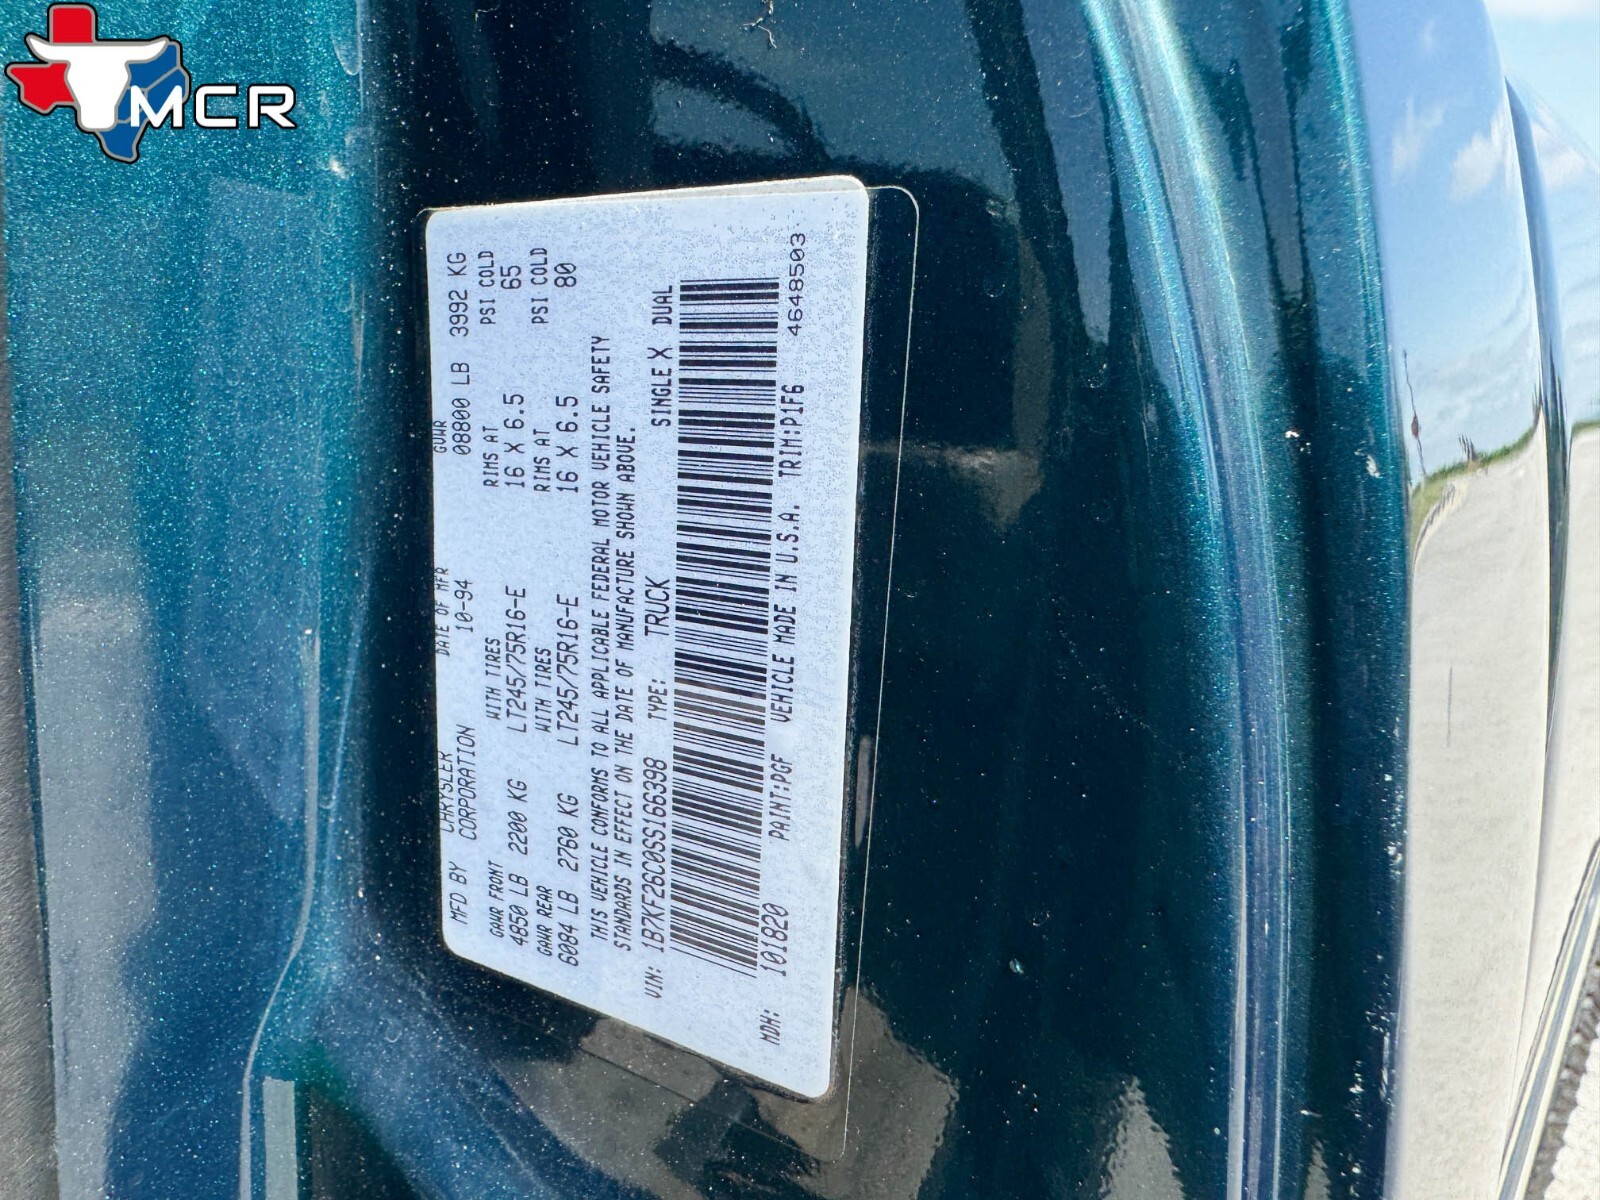 MCR
MFD BY CHRYSLER CORPORATION DATE OF MFR 10-94 GVWR 08800 LB 3992 KG
GAWR FRONT WITH TIRES RIMS AT PSI COLD
4850 LB 2200 KG LT245/75R16-E 16 X 6.5 65
GAWR REAR WITH TIRES RIMS AT PSI COLD
6084 LB 2760 KG LT245/75R16-E 16 X 6.5 80
THIS VEHICLE CONFORMS TO ALL APPLICABLE FEDERAL MOTOR VEHICLE SAFETY
STANDARDS IN EFFECT ON THE DATE OF MANUFACTURE SHOWN ABOVE.
VIN: 1B7KF26C0SS166398 TYPE: TRUCK SINGLE X DUAL
MDH: 101820 PAINT:PGF VEHICLE MADE IN U.S.A. TRIM:P1F6 4648503